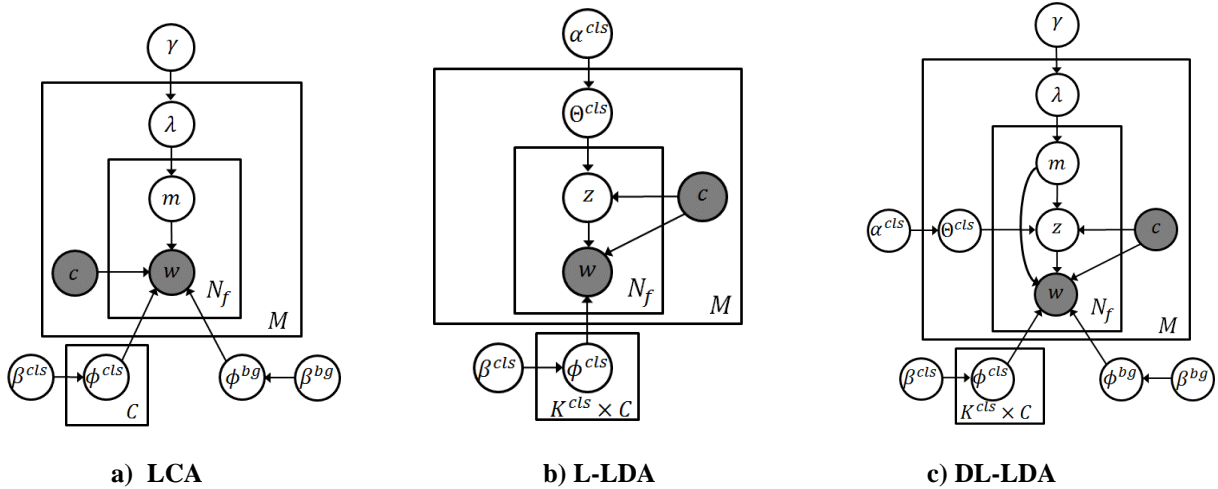 γ
λ
m
c
w
N_f
M
β^{cls}
ϕ^{cls}
C
ϕ^{bg}
β^{bg}
a) LCA
α^{cls}
Θ^{cls}
z
c
w
N_f
M
β^{cls}
ϕ^{cls}
K^{cls} × C
b) L-LDA
γ
λ
m
α^{cls}
Θ^{cls}
z
c
w
N_f
M
β^{cls}
ϕ^{cls}
K^{cls} × C
ϕ^{bg}
β^{bg}
c) DL-LDA